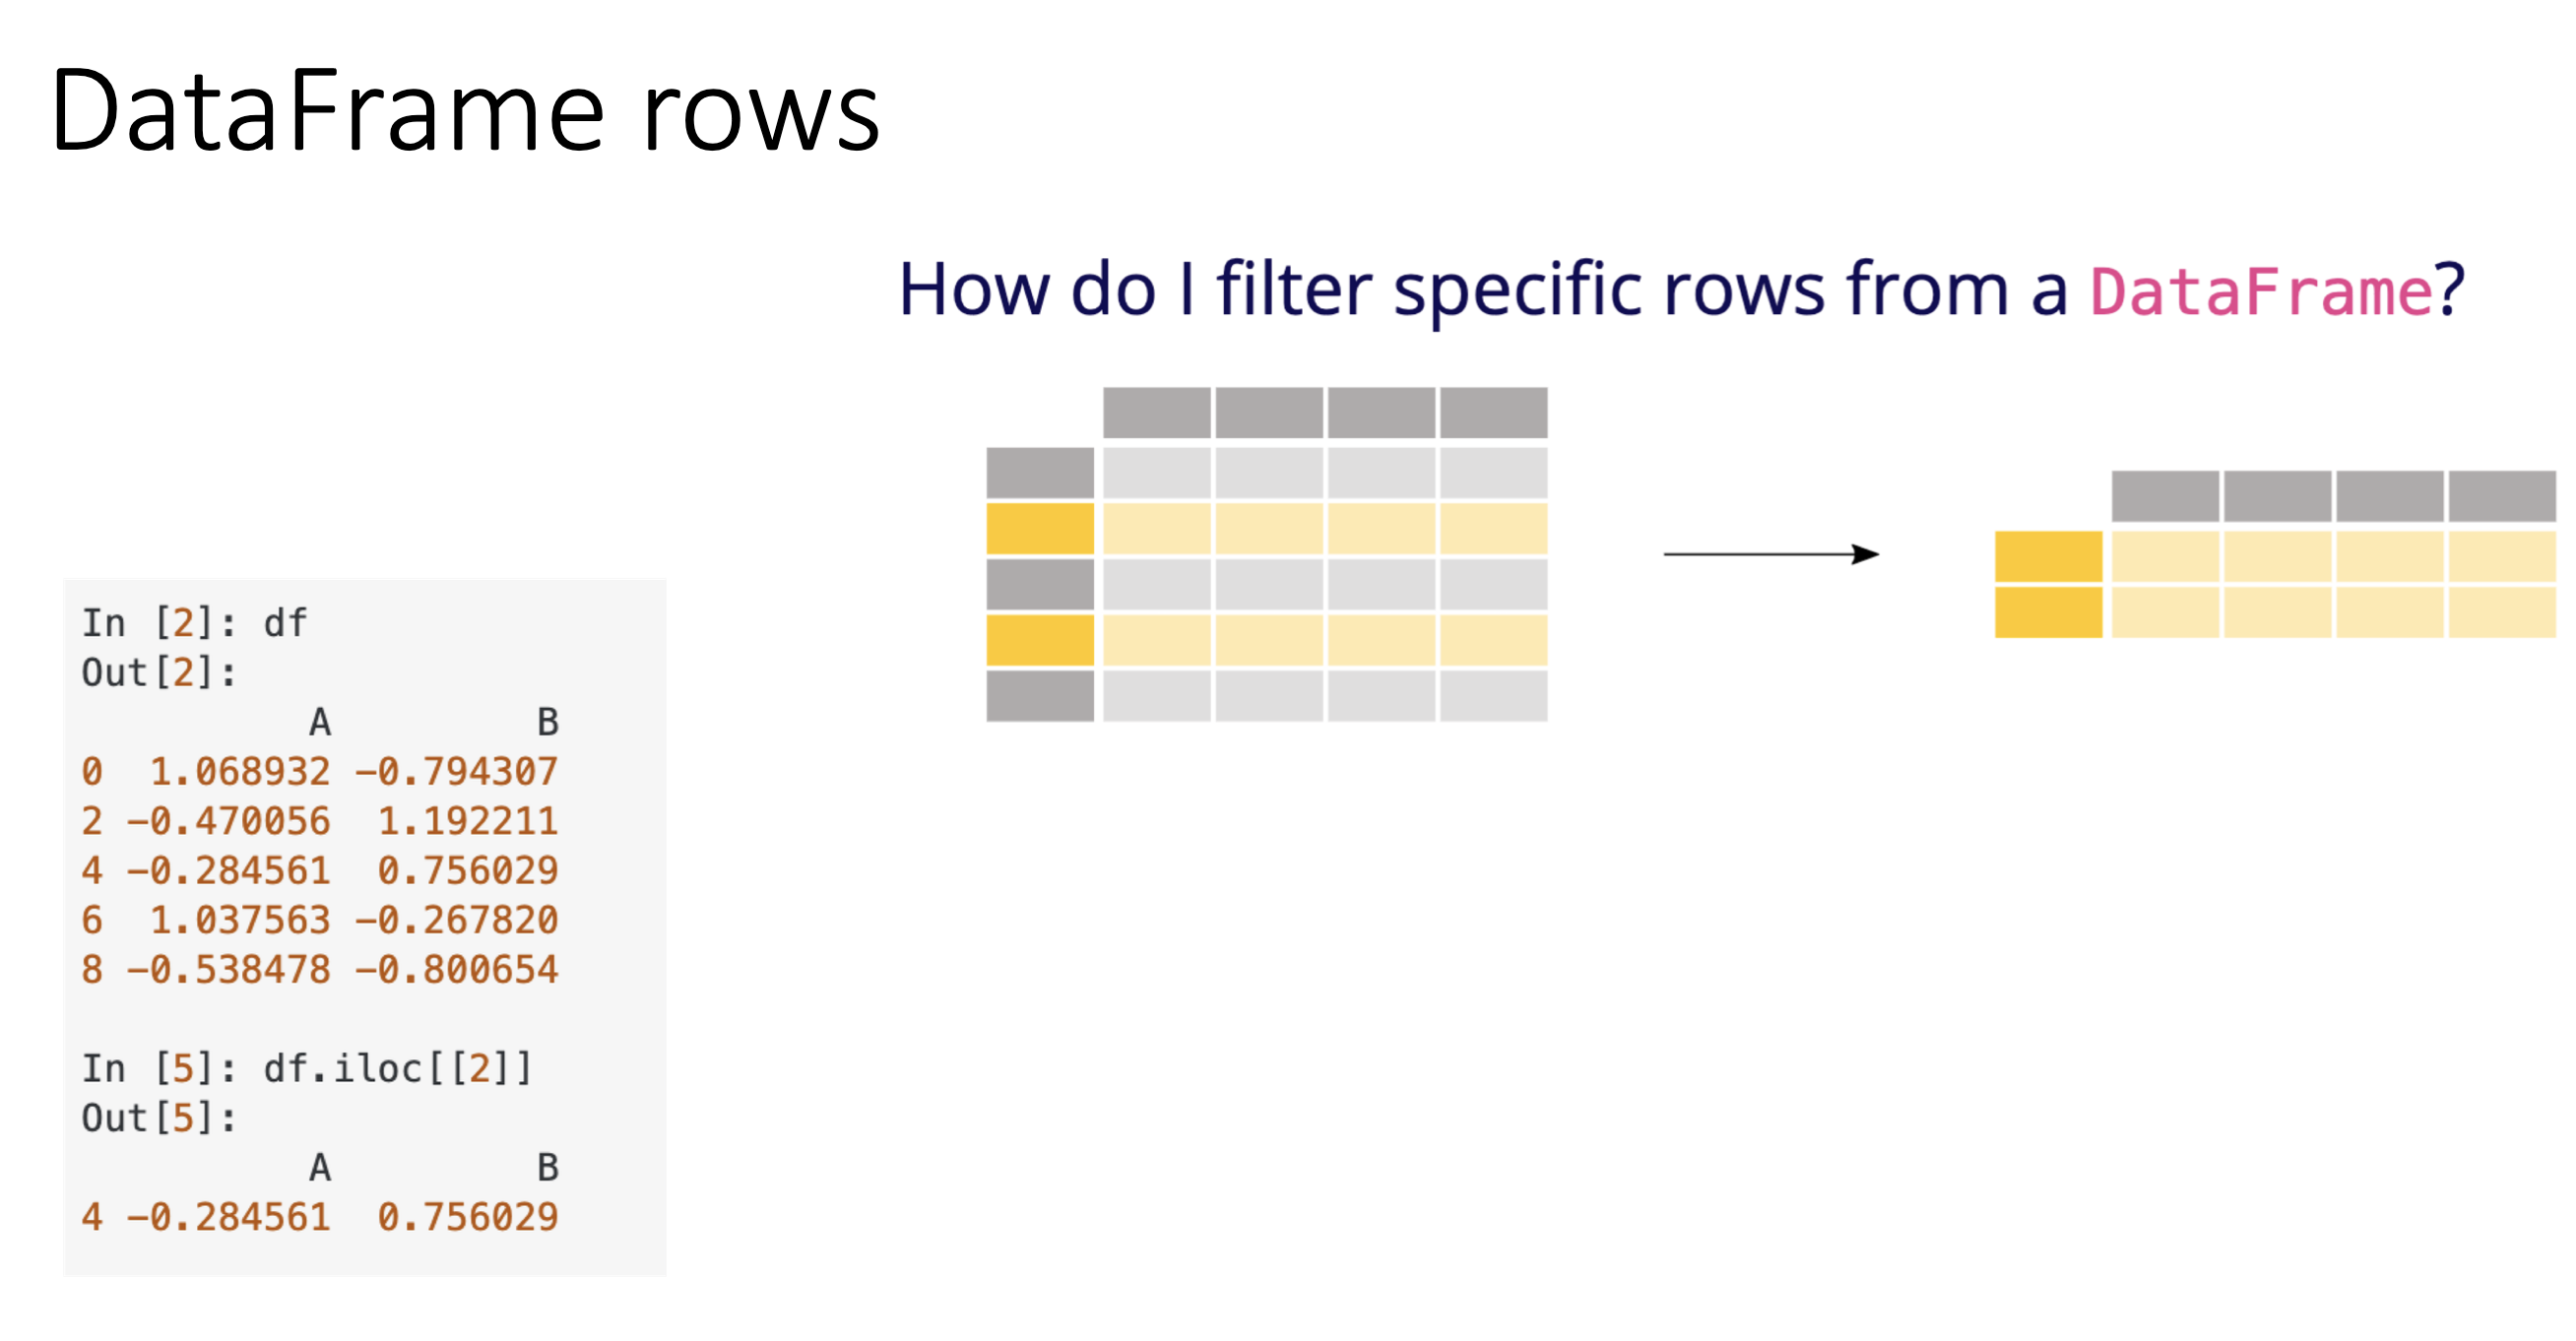 DataFrame rows
How do I filter specific rows from a DataFrame?
In [2]: df
Out[2]:
          A         B
0  1.068932 -0.794307
2 -0.470056  1.192211
4 -0.284561  0.756029
6  1.037563 -0.267820
8 -0.538478 -0.800654
In [5]: df.iloc[[2]]
Out[5]:
          A         B
4 -0.284561  0.756029